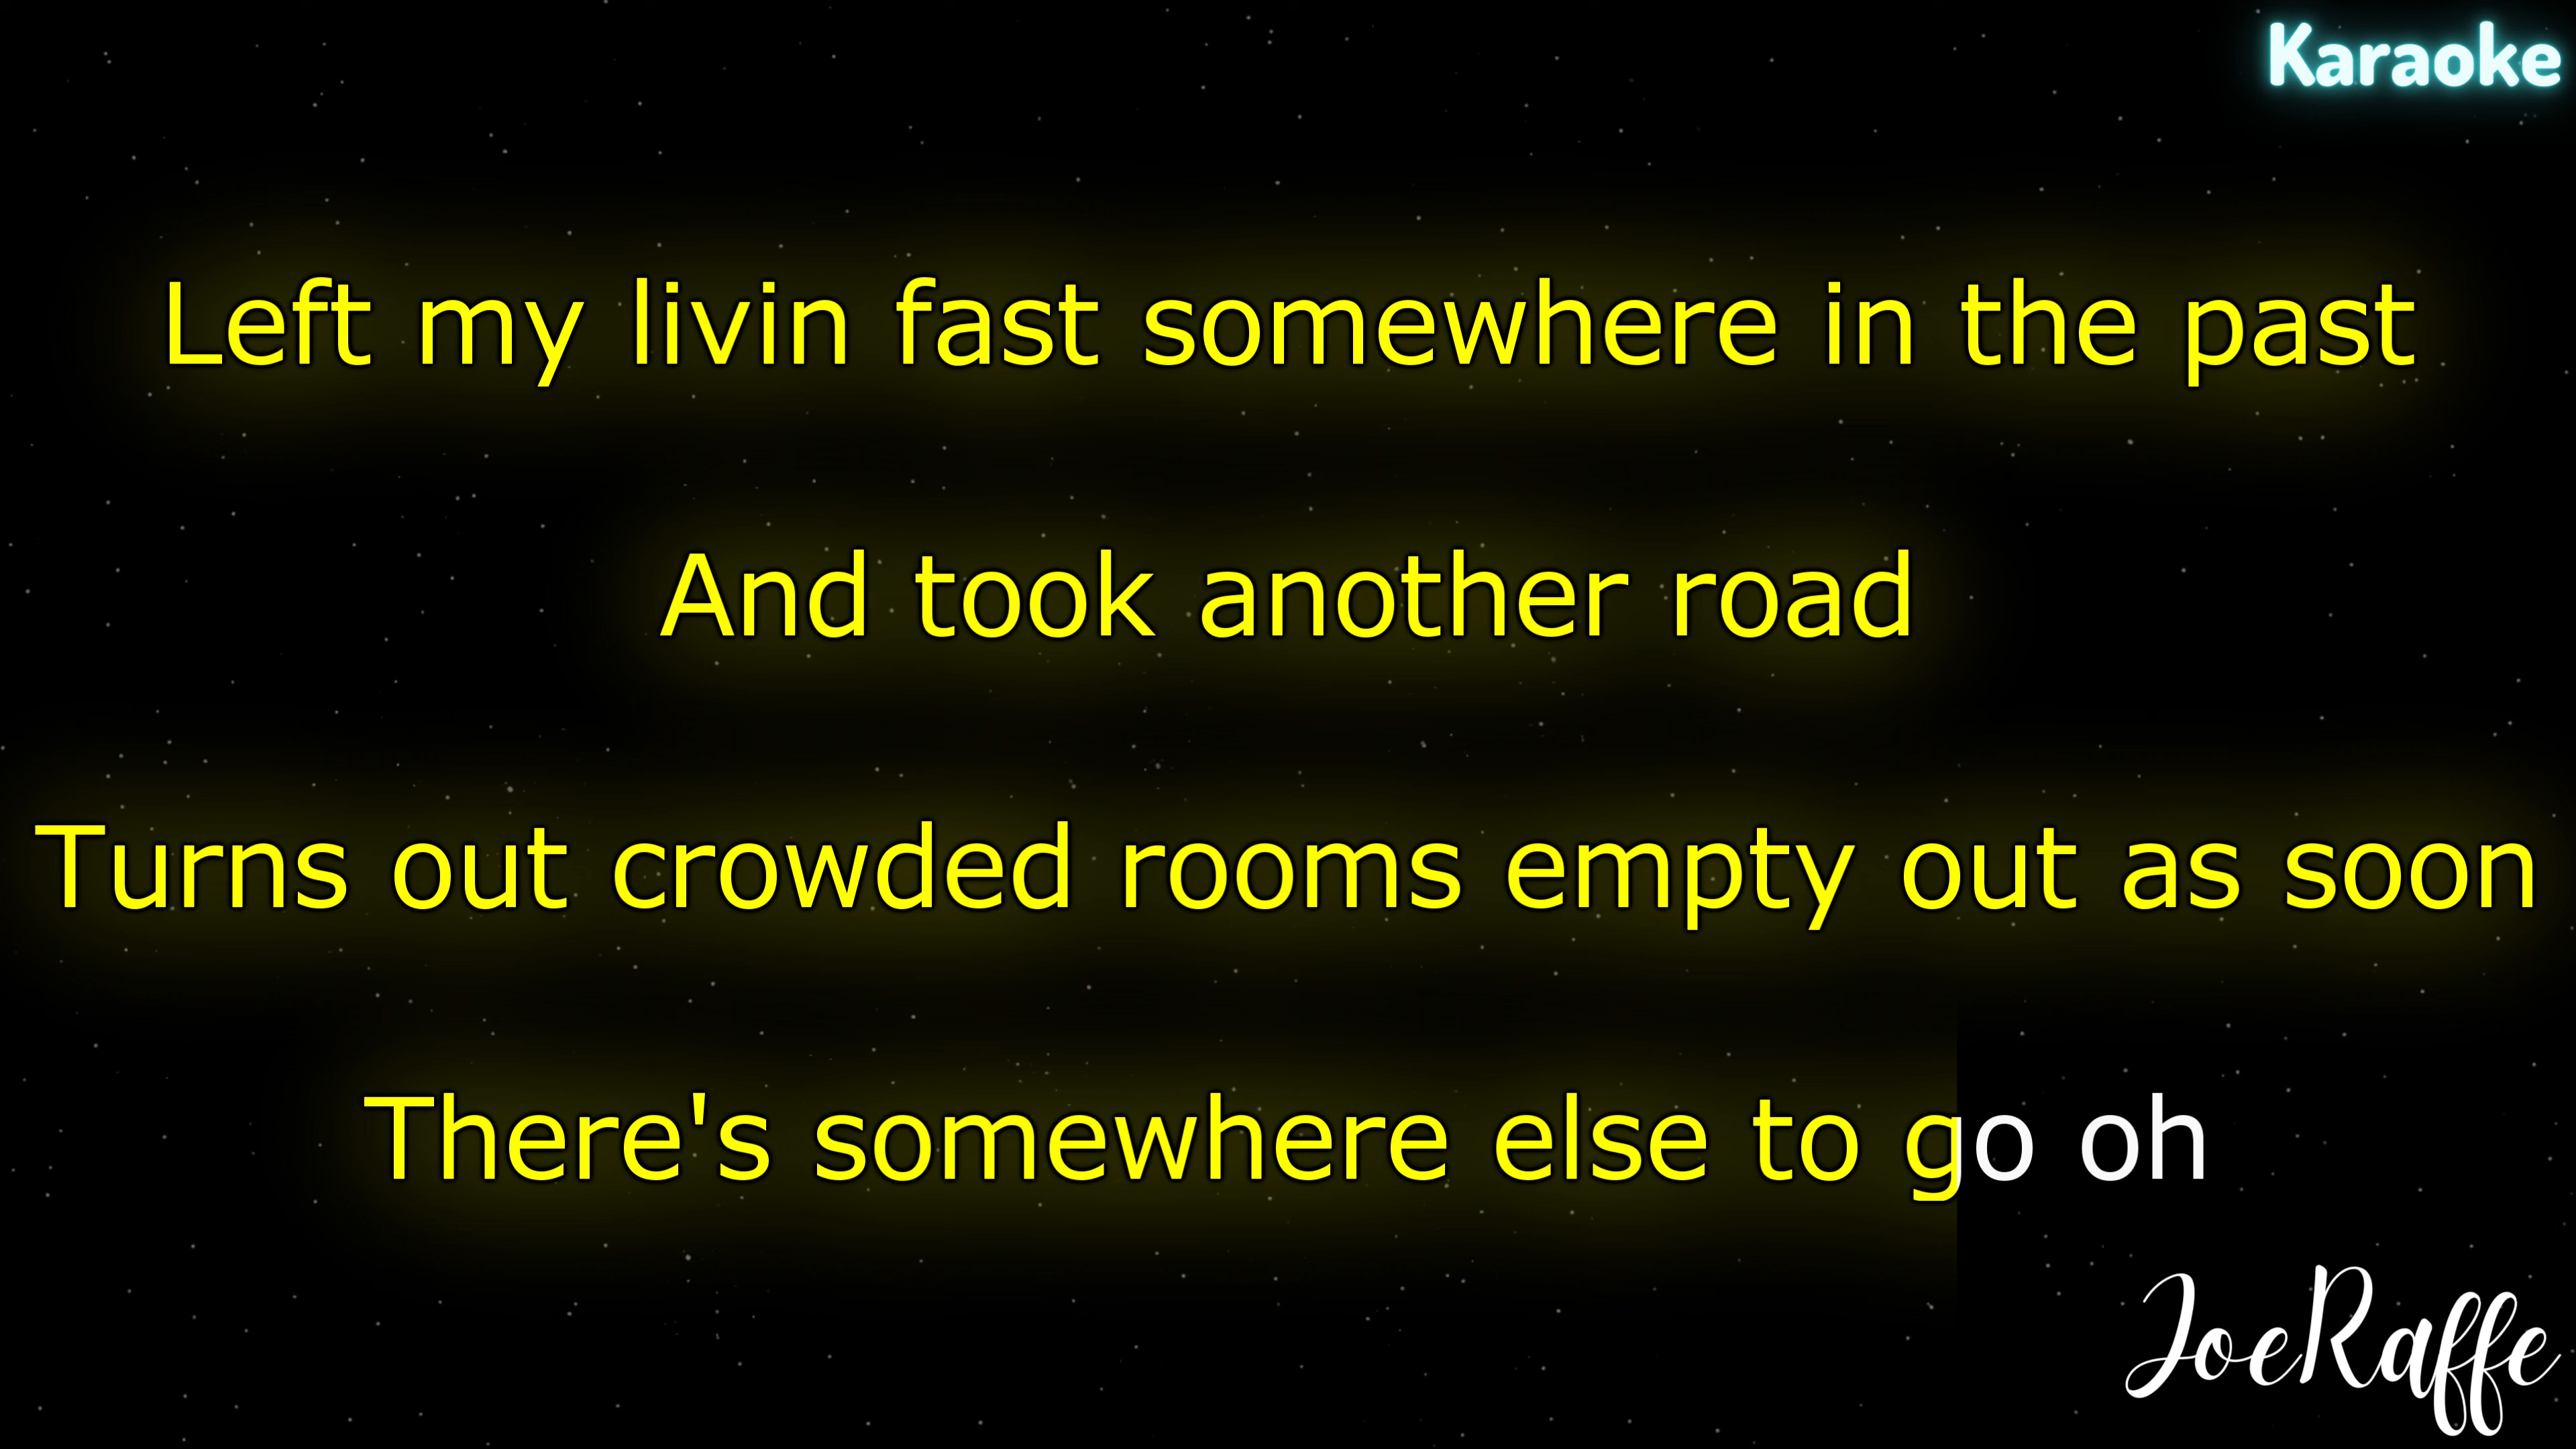 Karaoke
Left my livin fast somewhere in the past
And took another road
Turns out crowded rooms empty out as soon
There's somewhere else to go oh
JoeRaffe